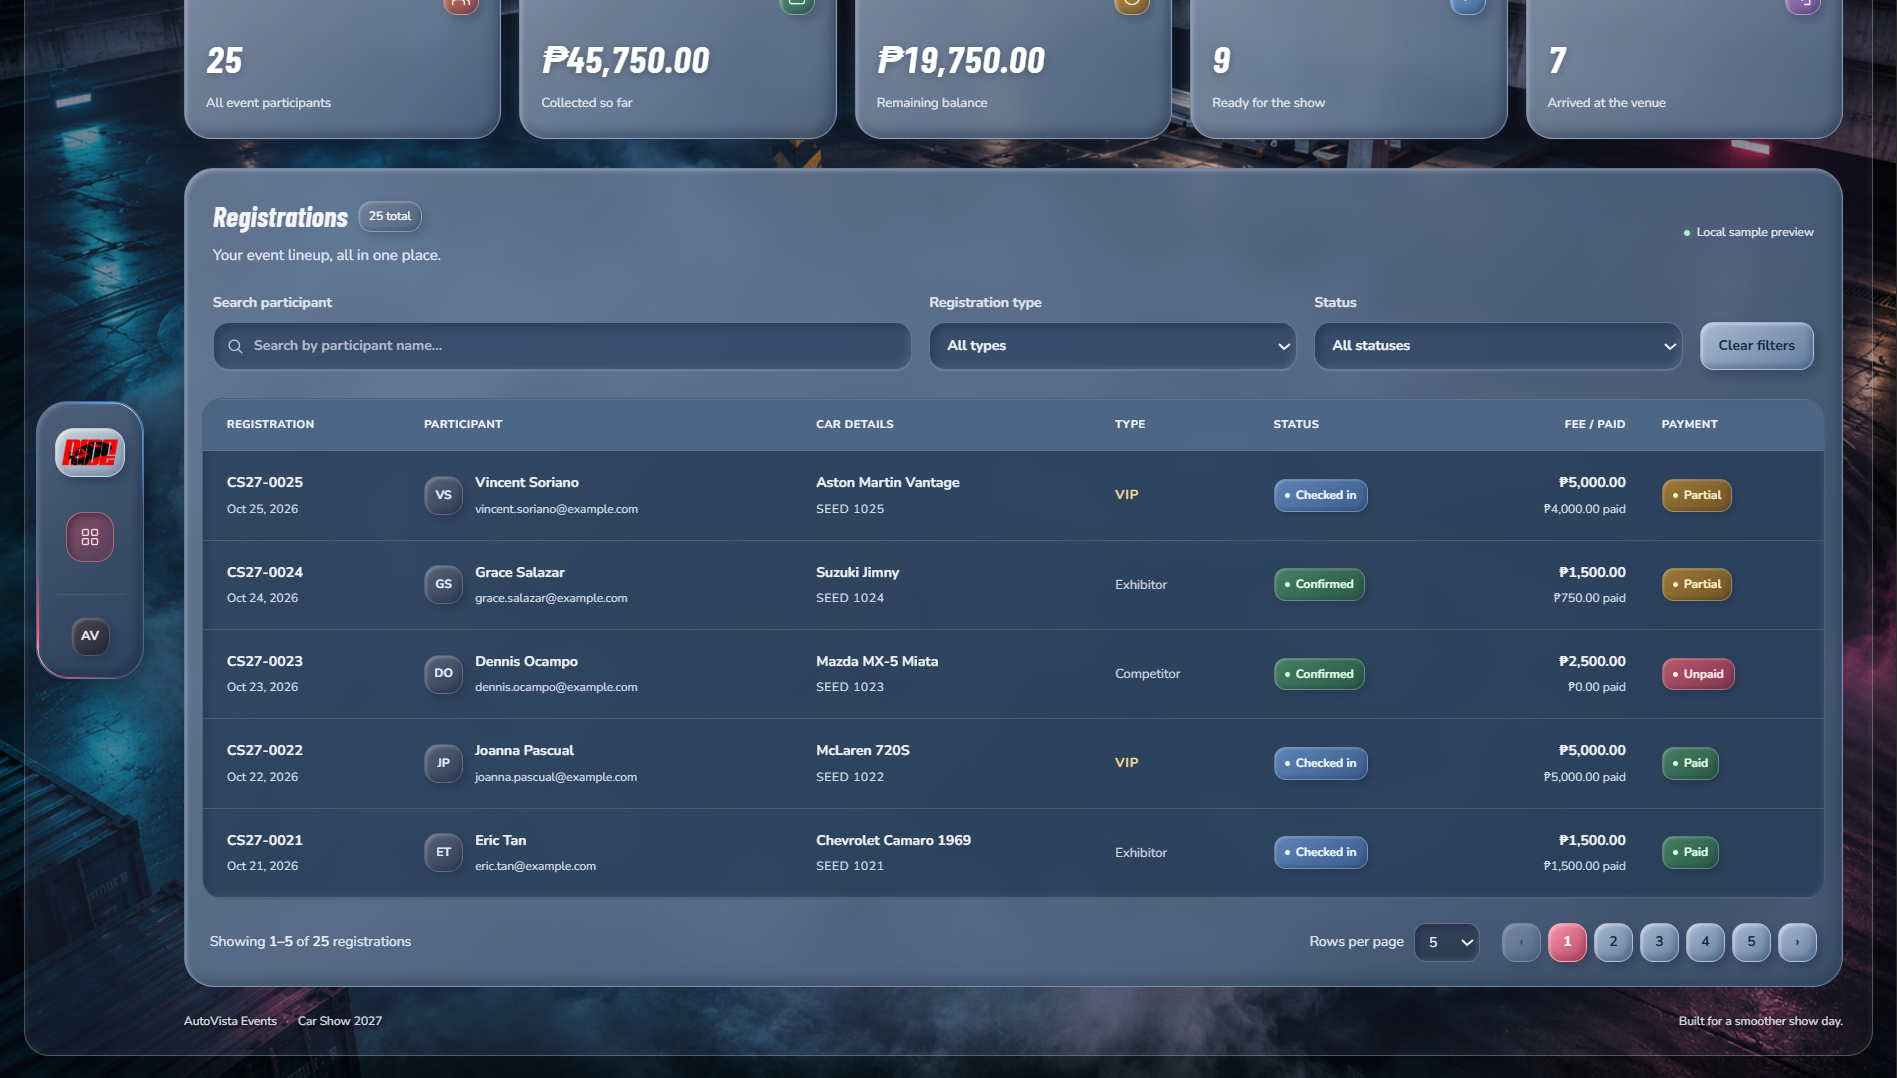 25
₱45,750.00
₱19,750.00
9
7
All event participants
Collected so far
Remaining balance
Ready for the show
Arrived at the venue
Registrations
25 total
Your event lineup, all in one place.
Local sample preview
Search participant
Registration type
Status
Search by participant name...
All types
All statuses
Clear filters
REGISTRATION PARTICIPANT CAR DETAILS TYPE STATUS FEE / PAID PAYMENT
CS27-0025 Vincent Soriano Aston Martin Vantage ₱5,000.00
VS VIP Checked in Partial
Oct 25, 2026 vincent.soriano@example.com SEED 1025 ₱4,000.00 paid
CS27-0024 Grace Salazar Suzuki Jimny ₱1,500.00
GS Exhibitor Confirmed Partial
Oct 24, 2026 grace.salazar@example.com SEED 1024 ₱750.00 paid
CS27-0023 Dennis Ocampo Mazda MX-5 Miata ₱2,500.00
DO Competitor Confirmed Unpaid
Oct 23, 2026 dennis.ocampo@example.com SEED 1023 ₱0.00 paid
CS27-0022 Joanna Pascual McLaren 720S ₱5,000.00
JP VIP Checked in Paid
Oct 22, 2026 joanna.pascual@example.com SEED 1022 ₱5,000.00 paid
CS27-0021 Eric Tan Chevrolet Camaro 1969 ₱1,500.00
ET Exhibitor Checked in Paid
Oct 21, 2026 eric.tan@example.com SEED 1021 ₱1,500.00 paid
AV
Showing 1–5 of 25 registrations
Rows per page 5 ‹ 1 2 3 4 5 ›
AutoVista Events · Car Show 2027
Built for a smoother show day.